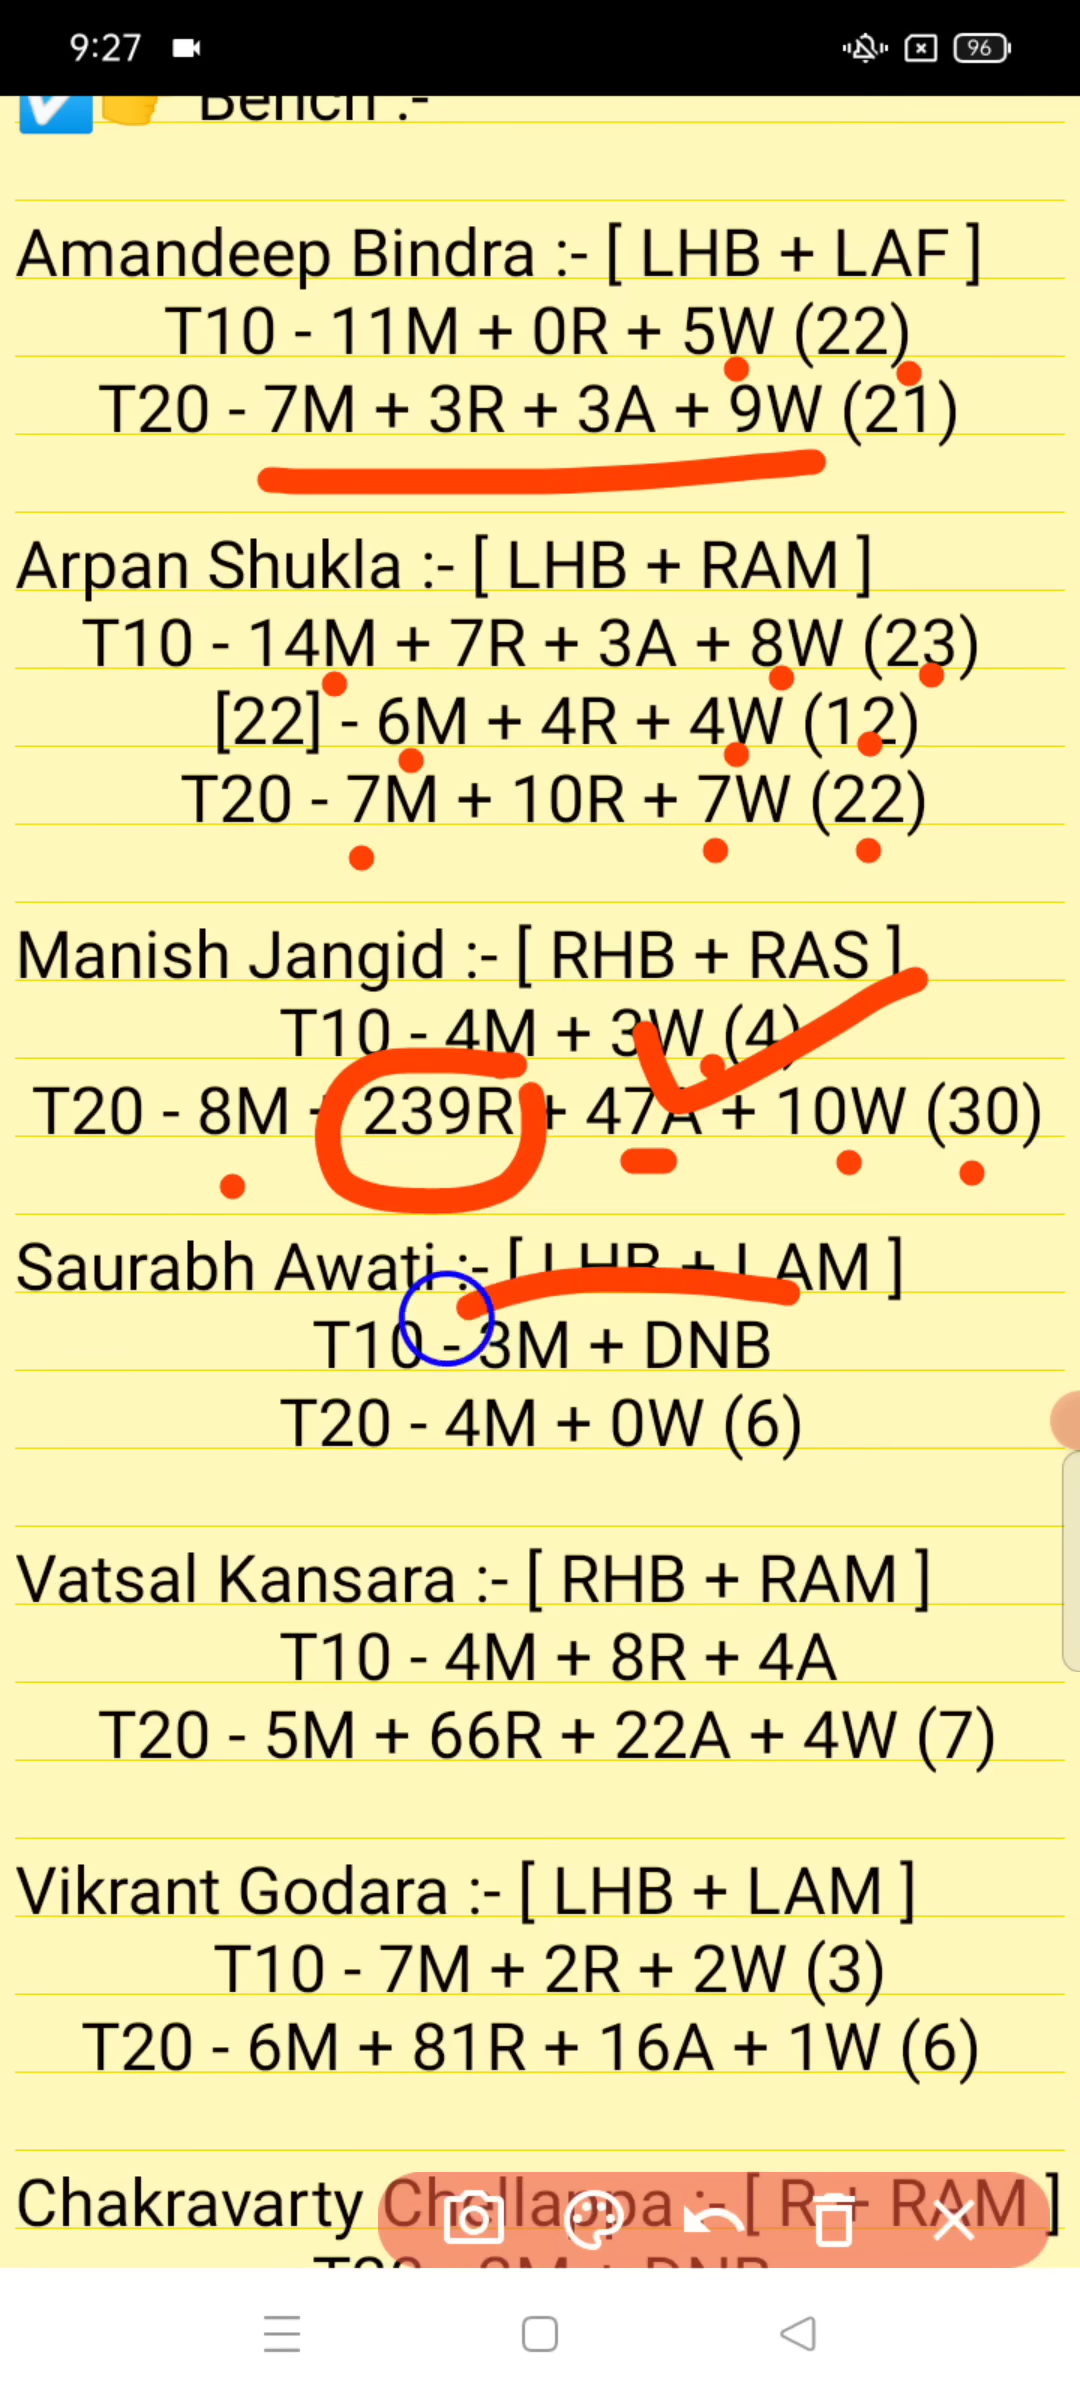 9:27 96
Bench :-
Amandeep Bindra :- [ LHB + LAF ]
T10 - 11M + 0R + 5W (22)
T20 - 7M + 3R + 3A + 9W (21)
Arpan Shukla :- [ LHB + RAM ]
T10 - 14M + 7R + 3A + 8W (23)
[22] - 6M + 4R + 4W (12)
T20 - 7M + 10R + 7W (22)
Manish Jangid :- [ RHB + RAS ]
T10 - 4M + 3W (4)
T20 - 8M + 239R + 47A + 10W (30)
Saurabh Awati :- [ LHB + LAM ]
T10 - 3M + DNB
T20 - 4M + 0W (6)
Vatsal Kansara :- [ RHB + RAM ]
T10 - 4M + 8R + 4A
T20 - 5M + 66R + 22A + 4W (7)
Vikrant Godara :- [ LHB + LAM ]
T10 - 7M + 2R + 2W (3)
T20 - 6M + 81R + 16A + 1W (6)
Chakravarty Chellappa :- [ R + RAM ]